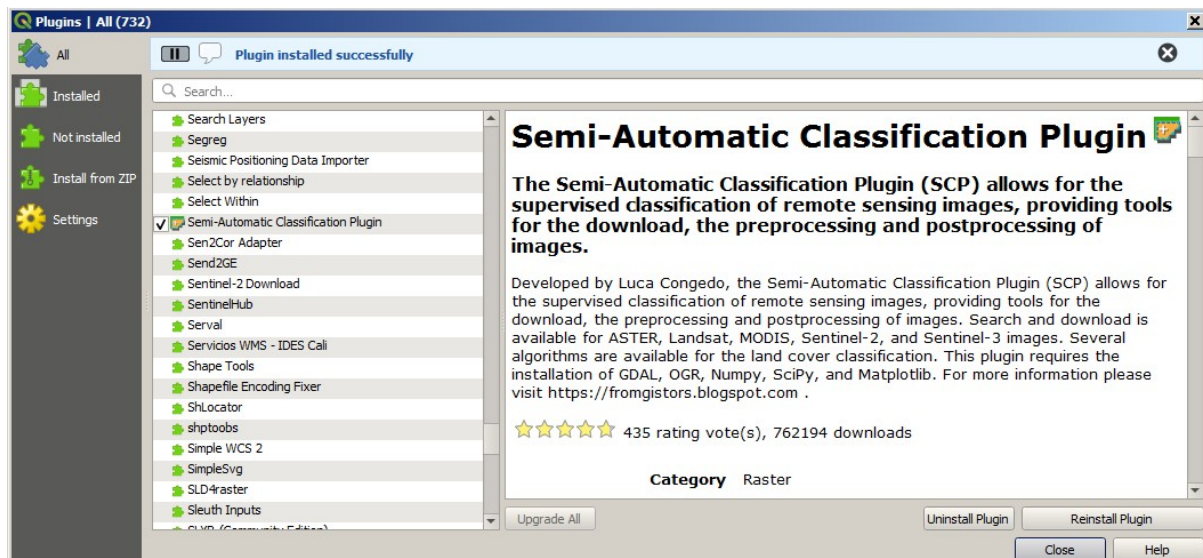 Plugins | All (732)
All
Installed
Not installed
Install from ZIP
Settings
Plugin installed successfully
Search...
Search Layers
Segreg
Seismic Positioning Data Importer
Select by relationship
Select Within
Semi-Automatic Classification Plugin
Sen2Cor Adapter
Send2GE
Sentinel-2 Download
SentinelHub
Serval
Servicios WMS - IDES Cali
Shape Tools
Shapefile Encoding Fixer
ShLocator
shptoobs
Simple WCS 2
SimpleSvg
SLD4raster
Sleuth Inputs
SLYR (Community Edition)
Semi-Automatic Classification Plugin
The Semi-Automatic Classification Plugin (SCP) allows for the
supervised classification of remote sensing images, providing tools
for the download, the preprocessing and postprocessing of
images.
Developed by Luca Congedo, the Semi-Automatic Classification Plugin (SCP) allows for
the supervised classification of remote sensing images, providing tools for the
download, the preprocessing and postprocessing of images. Search and download is
available for ASTER, Landsat, MODIS, Sentinel-2, and Sentinel-3 images. Several
algorithms are available for the land cover classification. This plugin requires the
installation of GDAL, OGR, Numpy, SciPy, and Matplotlib. For more information please
visit https://fromgistors.blogspot.com .
435 rating vote(s), 762194 downloads
Category Raster
Upgrade All
Uninstall Plugin
Reinstall Plugin
Close
Help